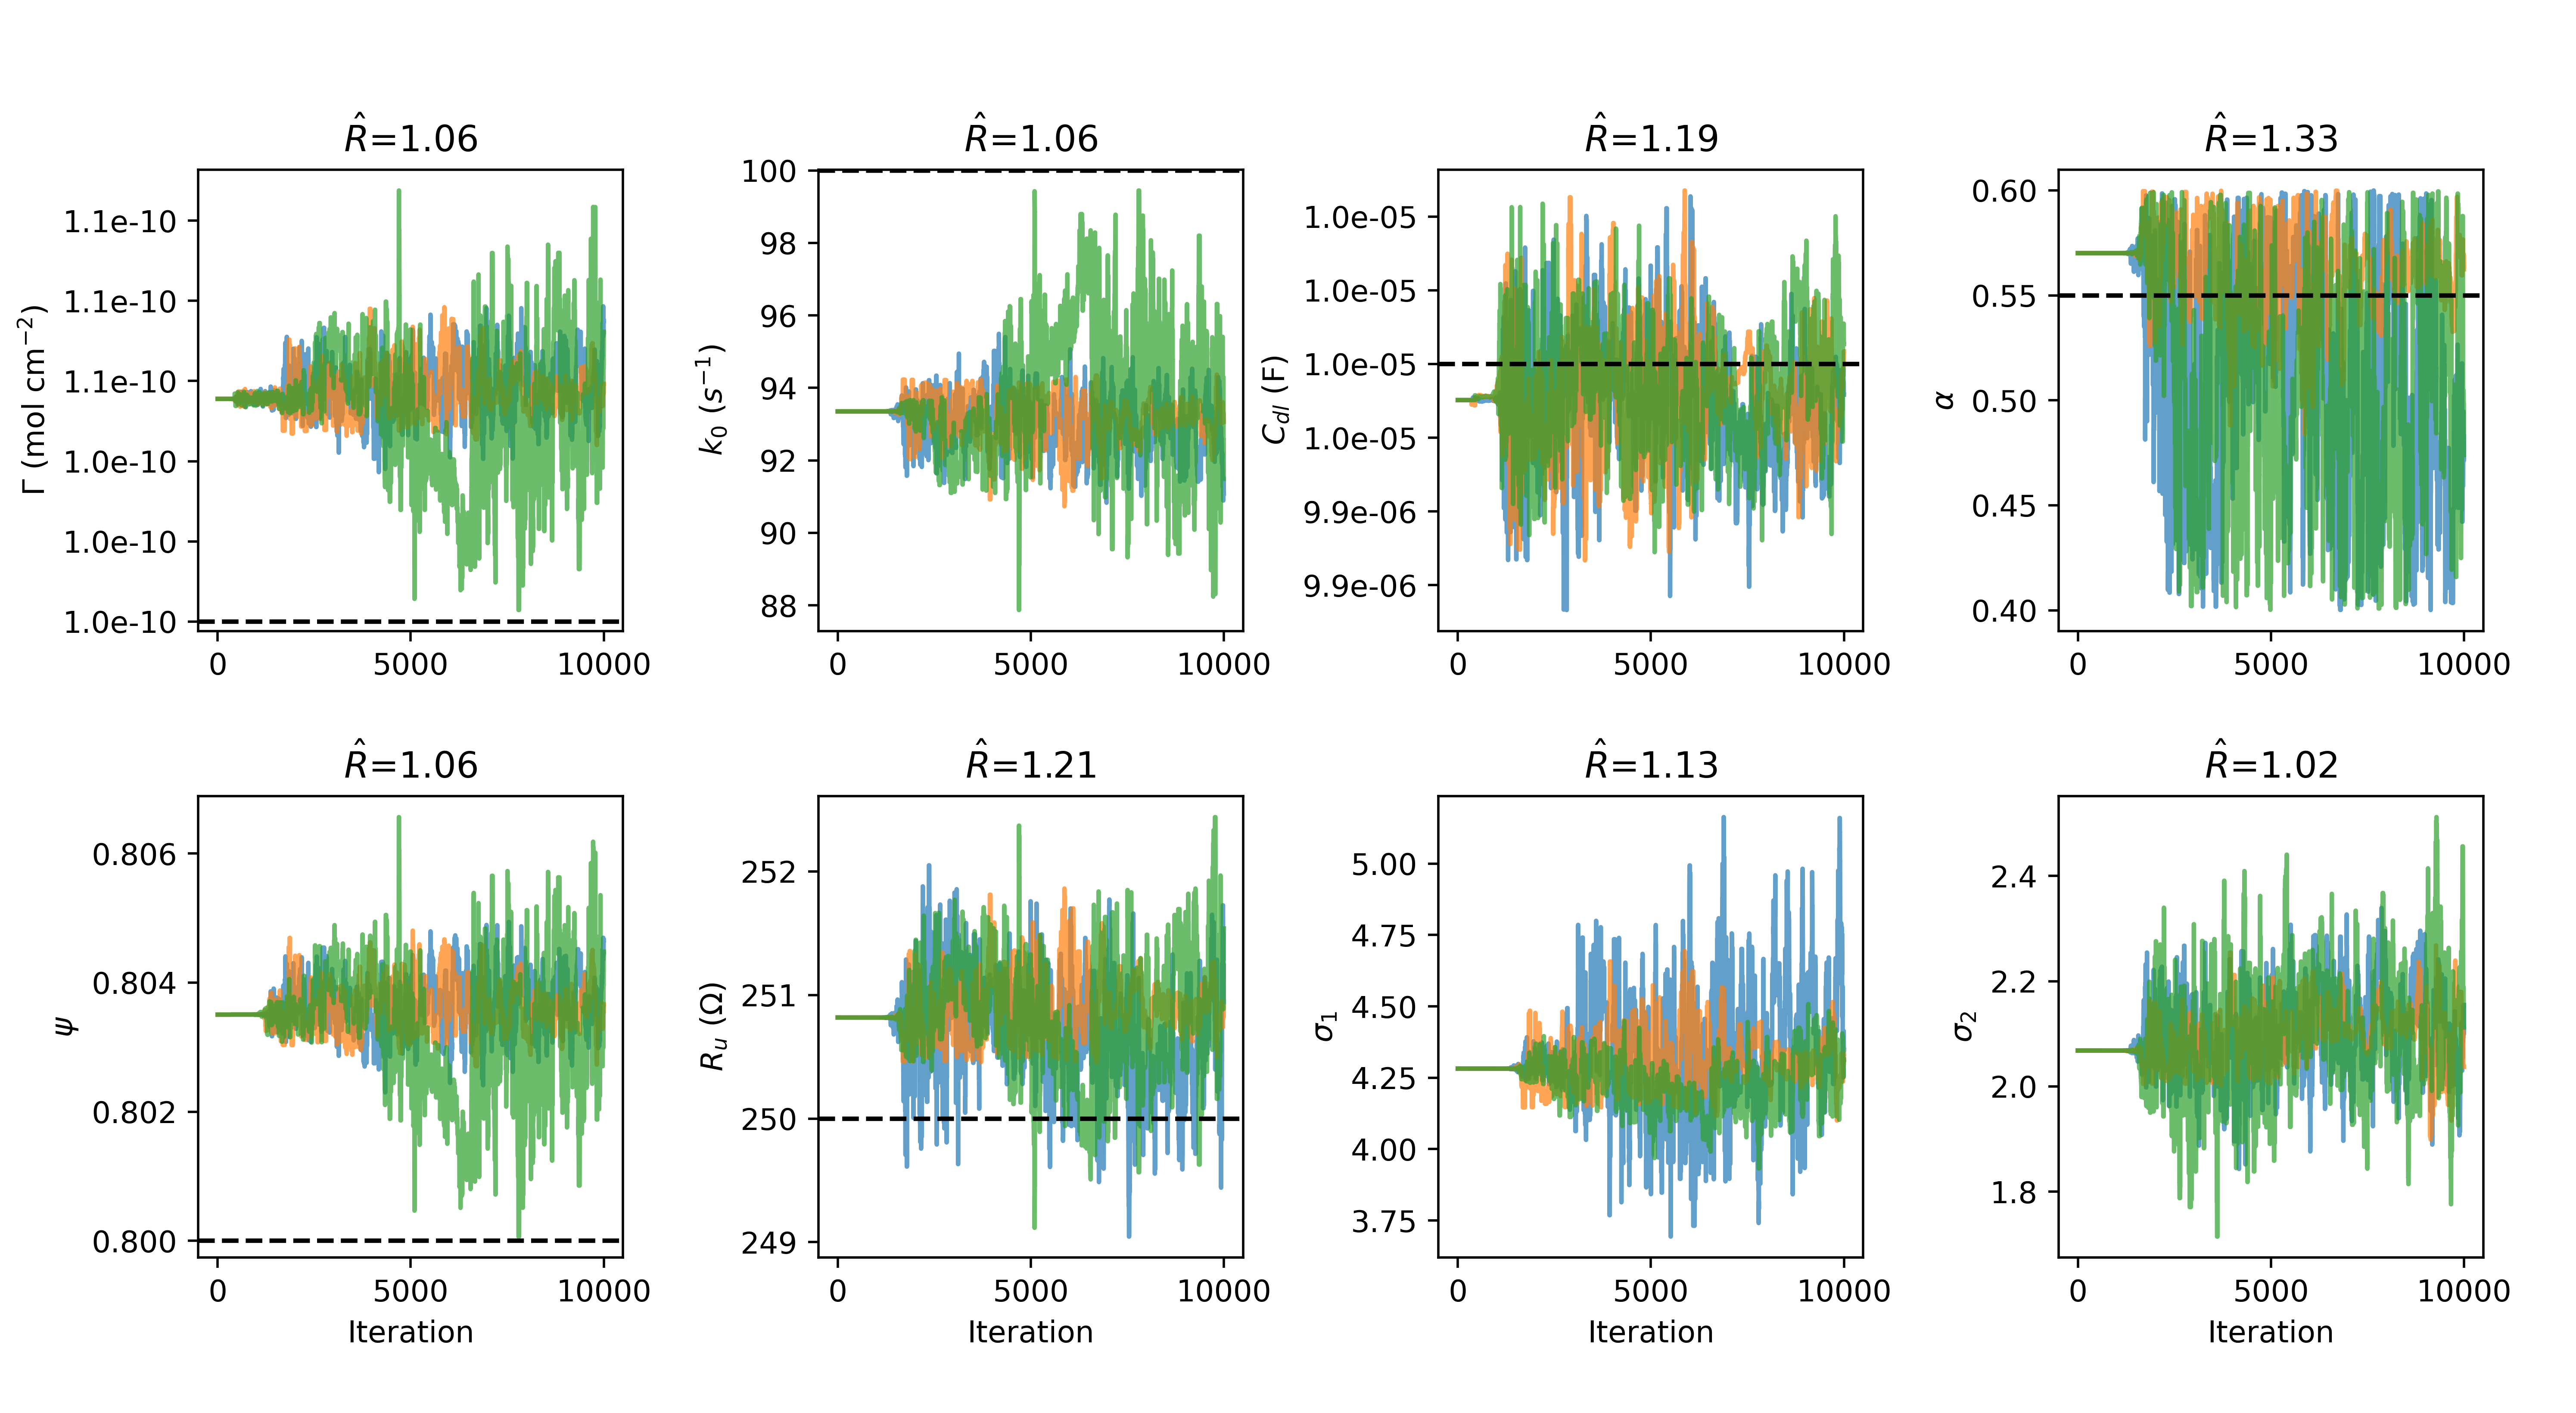 R̂=1.06
Γ (mol cm⁻²)
1.1e-10
1.1e-10
1.1e-10
1.0e-10
1.0e-10
1.0e-10
0 5000 10000
R̂=1.06
k₀ (s⁻¹)
100
98
96
94
92
90
88
0 5000 10000
R̂=1.19
C_dl (F)
1.0e-05
1.0e-05
1.0e-05
1.0e-05
9.9e-06
9.9e-06
0 5000 10000
R̂=1.33
α
0.60
0.55
0.50
0.45
0.40
0 5000 10000
R̂=1.06
ψ
0.806
0.804
0.802
0.800
0 5000 10000
Iteration
R̂=1.21
R_u (Ω)
252
251
250
249
0 5000 10000
Iteration
R̂=1.13
σ₁
5.00
4.75
4.50
4.25
4.00
3.75
0 5000 10000
Iteration
R̂=1.02
σ₂
2.4
2.2
2.0
1.8
0 5000 10000
Iteration